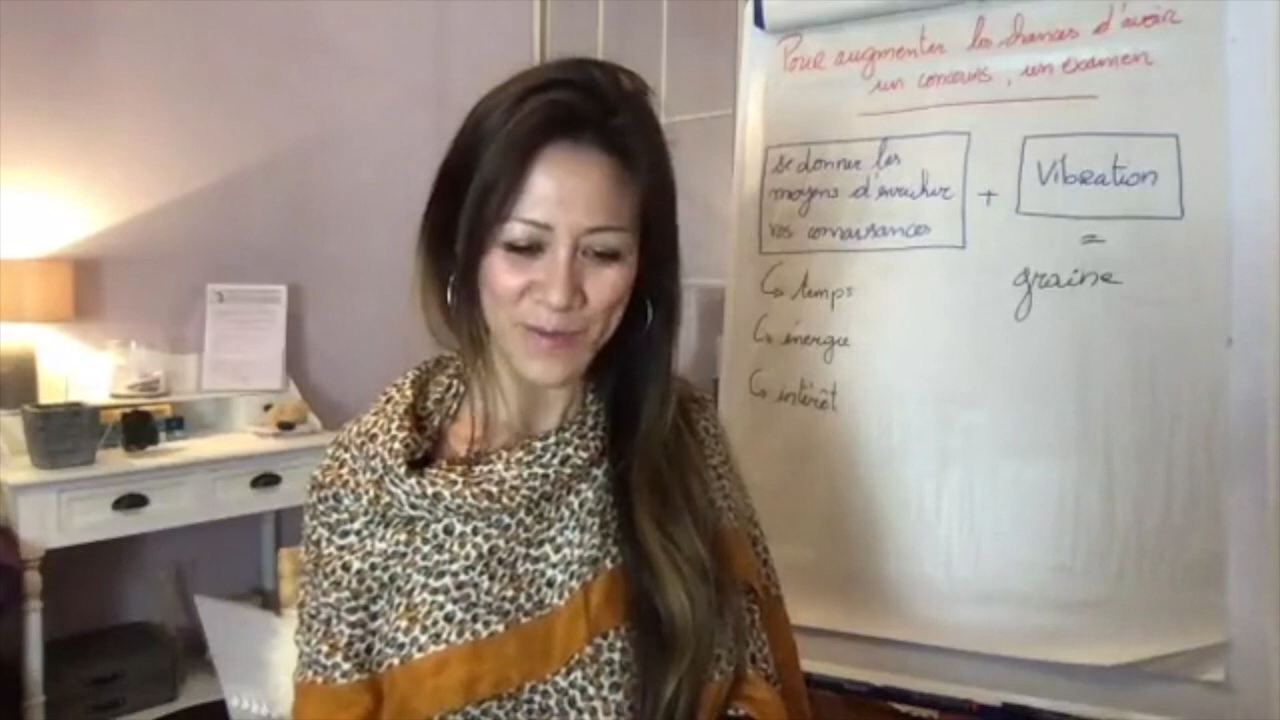 Pour augmenter les chances d'avoir
un concours, un examen
se donner les
moyens d'enrichir
vos connaissances
+
Vibration
=
graine
↳ temps
↳ énergie
↳ intérêt